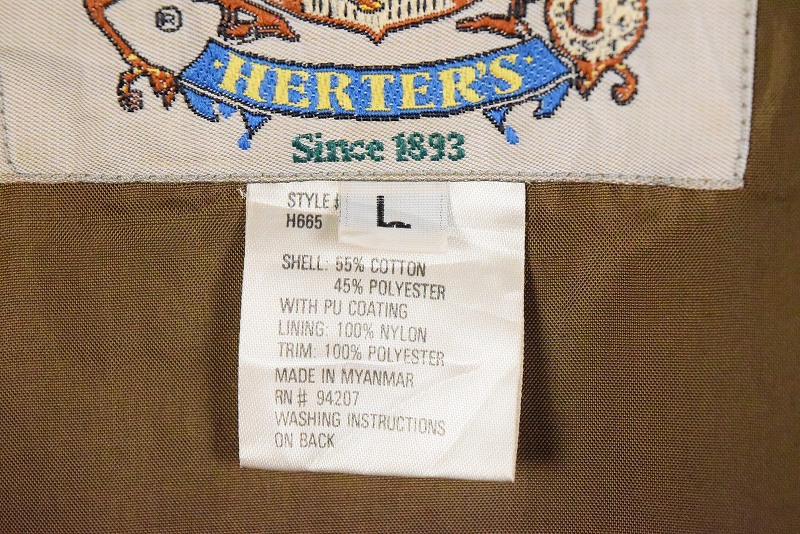 ®
HERTER'S
Since 1893
STYLE #
H665
L
SHELL: 55% COTTON
45% POLYESTER
WITH PU COATING
LINING: 100% NYLON
TRIM: 100% POLYESTER
MADE IN MYANMAR
RN # 94207
WASHING INSTRUCTIONS
ON BACK